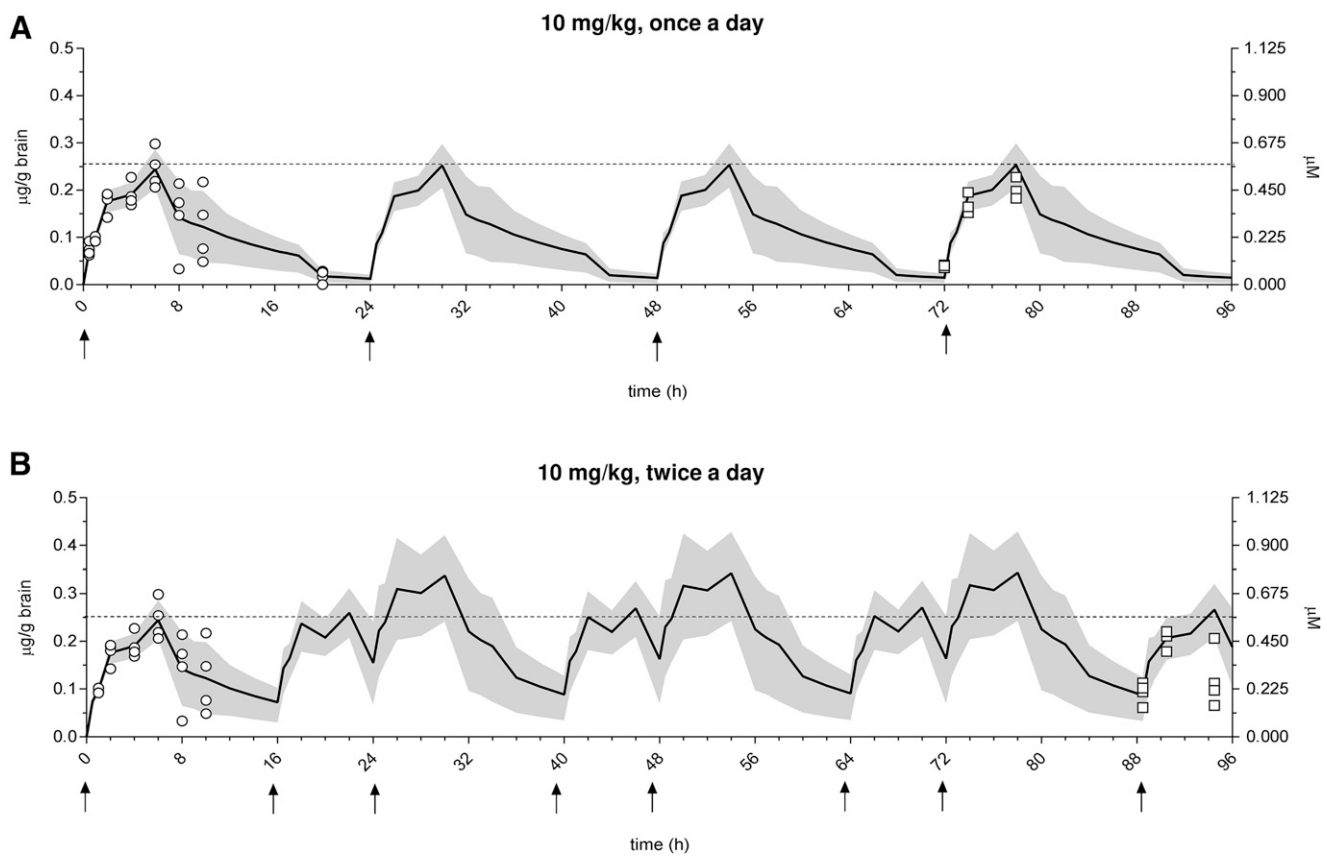 A
10 mg/kg, once a day
0.5
0.4
0.3
0.2
0.1
0.0
µg/g brain
1.125
0.900
0.675
0.450
0.225
0.000
µM
0 8 16 24 32 40 48 56 64 72 80 88 96
time (h)
B
10 mg/kg, twice a day
0.5
0.4
0.3
0.2
0.1
0.0
µg/g brain
1.125
0.900
0.675
0.450
0.225
0.000
µM
0 8 16 24 32 40 48 56 64 72 80 88 96
time (h)